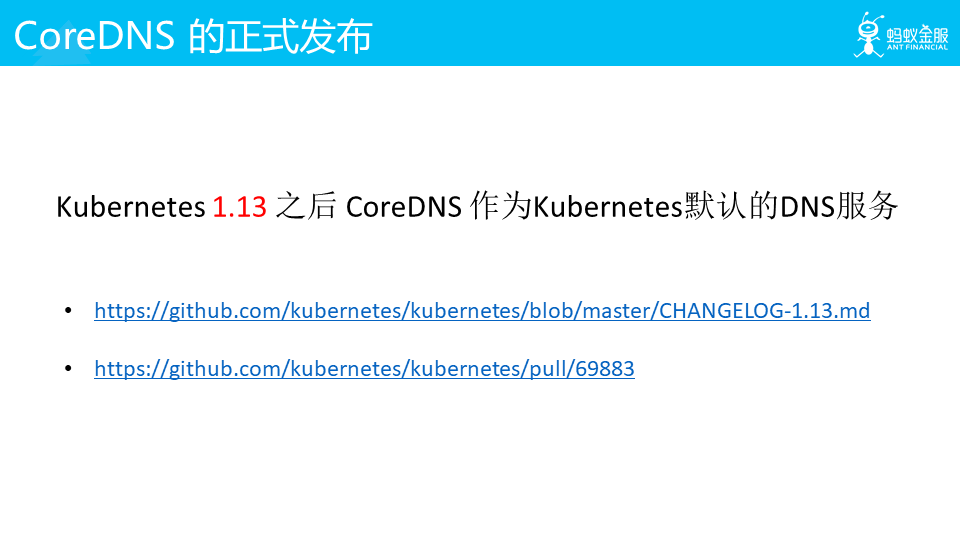 CoreDNS 的正式发布
蚂蚁金服
ANT FINANCIAL
Kubernetes 1.13 之后 CoreDNS 作为Kubernetes默认的DNS服务
• https://github.com/kubernetes/kubernetes/blob/master/CHANGELOG-1.13.md
• https://github.com/kubernetes/kubernetes/pull/69883